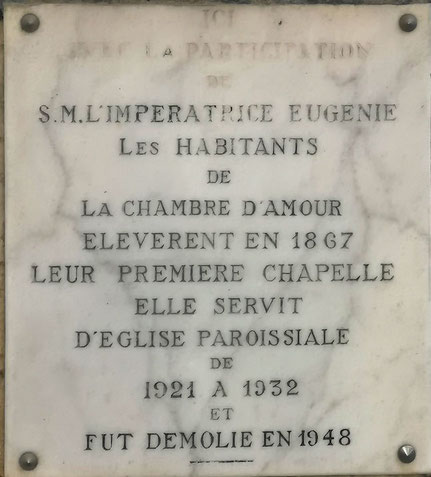 ICI
AVEC LA PARTICIPATION
DE
S.M. L'IMPERATRICE EUGENIE
LES HABITANTS
DE
LA CHAMBRE D'AMOUR
ELEVERENT EN 1867
LEUR PREMIERE CHAPELLE
ELLE SERVIT
D'EGLISE PAROISSIALE
DE
1921 A 1932
ET
FUT DEMOLIE EN 1948